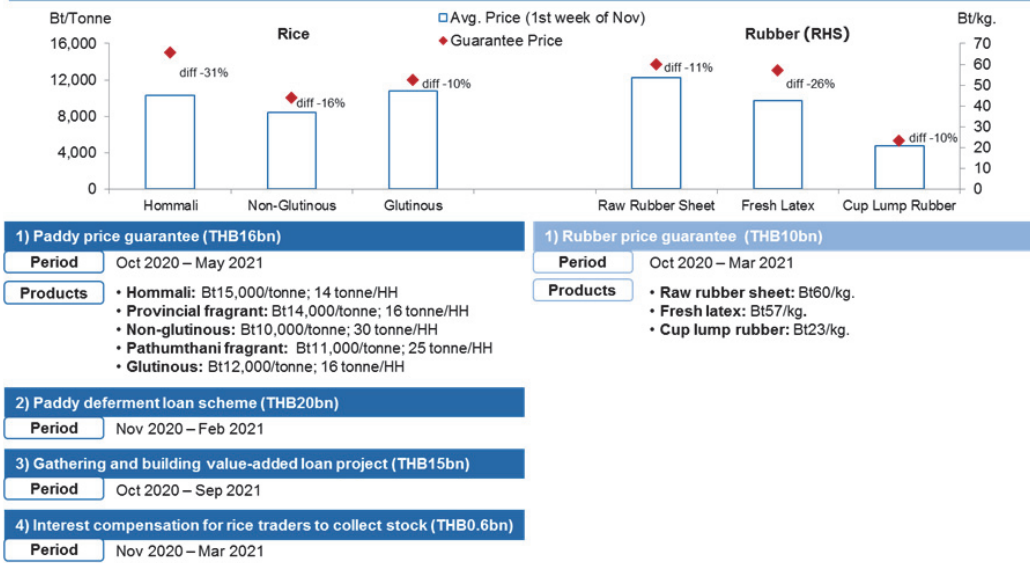 Bt/Tonne
Avg. Price (1st week of Nov)
Bt/kg.
Rice
Guarantee Price
Rubber (RHS)
16,000
12,000
8,000
4,000
0
diff -31%
diff -16%
diff -10%
diff -11%
diff -26%
diff -10%
70
60
50
40
30
20
10
0
Hommali
Non-Glutinous
Glutinous
Raw Rubber Sheet
Fresh Latex
Cup Lump Rubber
1) Paddy price guarantee (THB16bn)
Period
Oct 2020 – May 2021
Products
• Hommali: Bt15,000/tonne; 14 tonne/HH
• Provincial fragrant: Bt14,000/tonne; 16 tonne/HH
• Non-glutinous: Bt10,000/tonne; 30 tonne/HH
• Pathumthani fragrant: Bt11,000/tonne; 25 tonne/HH
• Glutinous: Bt12,000/tonne; 16 tonne/HH
2) Paddy deferment loan scheme (THB20bn)
Period
Nov 2020 – Feb 2021
3) Gathering and building value-added loan project (THB15bn)
Period
Oct 2020 – Sep 2021
4) Interest compensation for rice traders to collect stock (THB0.6bn)
Period
Nov 2020 – Mar 2021
1) Rubber price guarantee (THB10bn)
Period
Oct 2020 – Mar 2021
Products
• Raw rubber sheet: Bt60/kg.
• Fresh latex: Bt57/kg.
• Cup lump rubber: Bt23/kg.